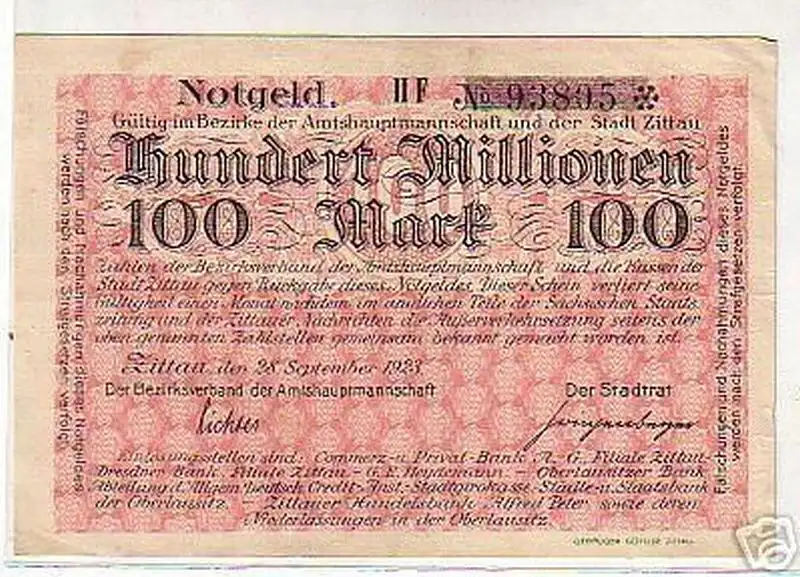 Notgeld. II F № 93895 ※
Gültig im Bezirke der Amtshauptmannschaft und der Stadt Zittau
Hundert Millionen
100 Mark 100
zahlen der Bezirksverband der Amtshauptmannschaft und die Kassen der
Stadt Zittau gegen Rückgabe dieses Notgeldes. Dieser Schein verliert seine
Gültigkeit einen Monat nachdem im amtlichen Teile der Sächsischen Staats-
zeitung und der Zittauer Nachrichten die Außerverkehrsetzung seitens der
oben genannten Zahlstellen gemeinsam bekannt gemacht worden ist.
Zittau, den 28 September 1923
Der Bezirksverband der Amtshauptmannschaft
Der Stadtrat
Einlösungsstellen sind: Commerz-u. Privat-Bank A.-G. Filiale Zittau-
Dresdner Bank Filiale Zittau - G.E. Heydemann - Oberlausitzer Bank
Abteilung d. Allgem. Deutsch. Credit-Anst.-Staatgirokasse Städte-u. Staatsbank
der Oberlausitz. Zittauer Handelsbank Alfred Peter sowie deren
Niederlassungen in der Oberlausitz.
Fälschungen und Nachahmungen dieses Notgeldes
werden nach den Strafgesetzen verfolgt.
Fälschungen und Nachahmungen dieses Notgeldes
werden nach den Strafgesetzen verfolgt.